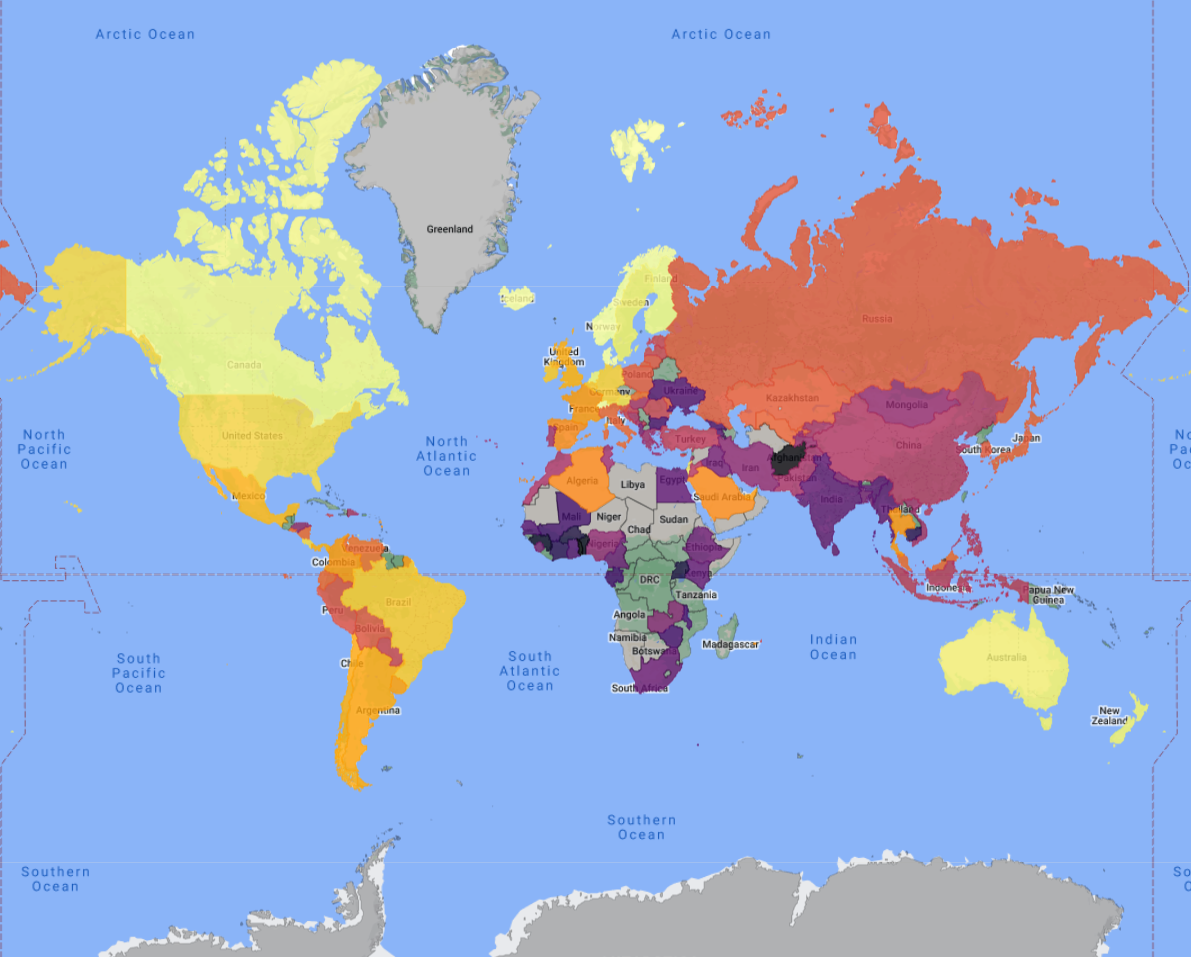 Arctic Ocean
Arctic Ocean
Greenland
Iceland
Finland
Sweden
Norway
Russia
United
Kingdom
Canada
Poland
Germany
Ukraine
Kazakhstan
Mongolia
France
Italy
Spain
Turkey
United States
North
Pacific
Ocean
North
Atlantic
Ocean
China
Japan
South Korea
Afghanistan
Iraq
Iran
Pakistan
Algeria
Libya
Egypt
Saudi Arabia
India
Mexico
Mali
Niger
Chad
Sudan
Thailand
Nigeria
Ethiopia
Venezuela
Colombia
Kenya
DRC
Indonesia
Papua New
Guinea
Tanzania
Brazil
Peru
Angola
Bolivia
Namibia
Botswana
Madagascar
Indian
Ocean
South
Pacific
Ocean
South
Atlantic
Ocean
Chile
Australia
South Africa
Argentina
New
Zealand
Southern
Ocean
Southern
Ocean